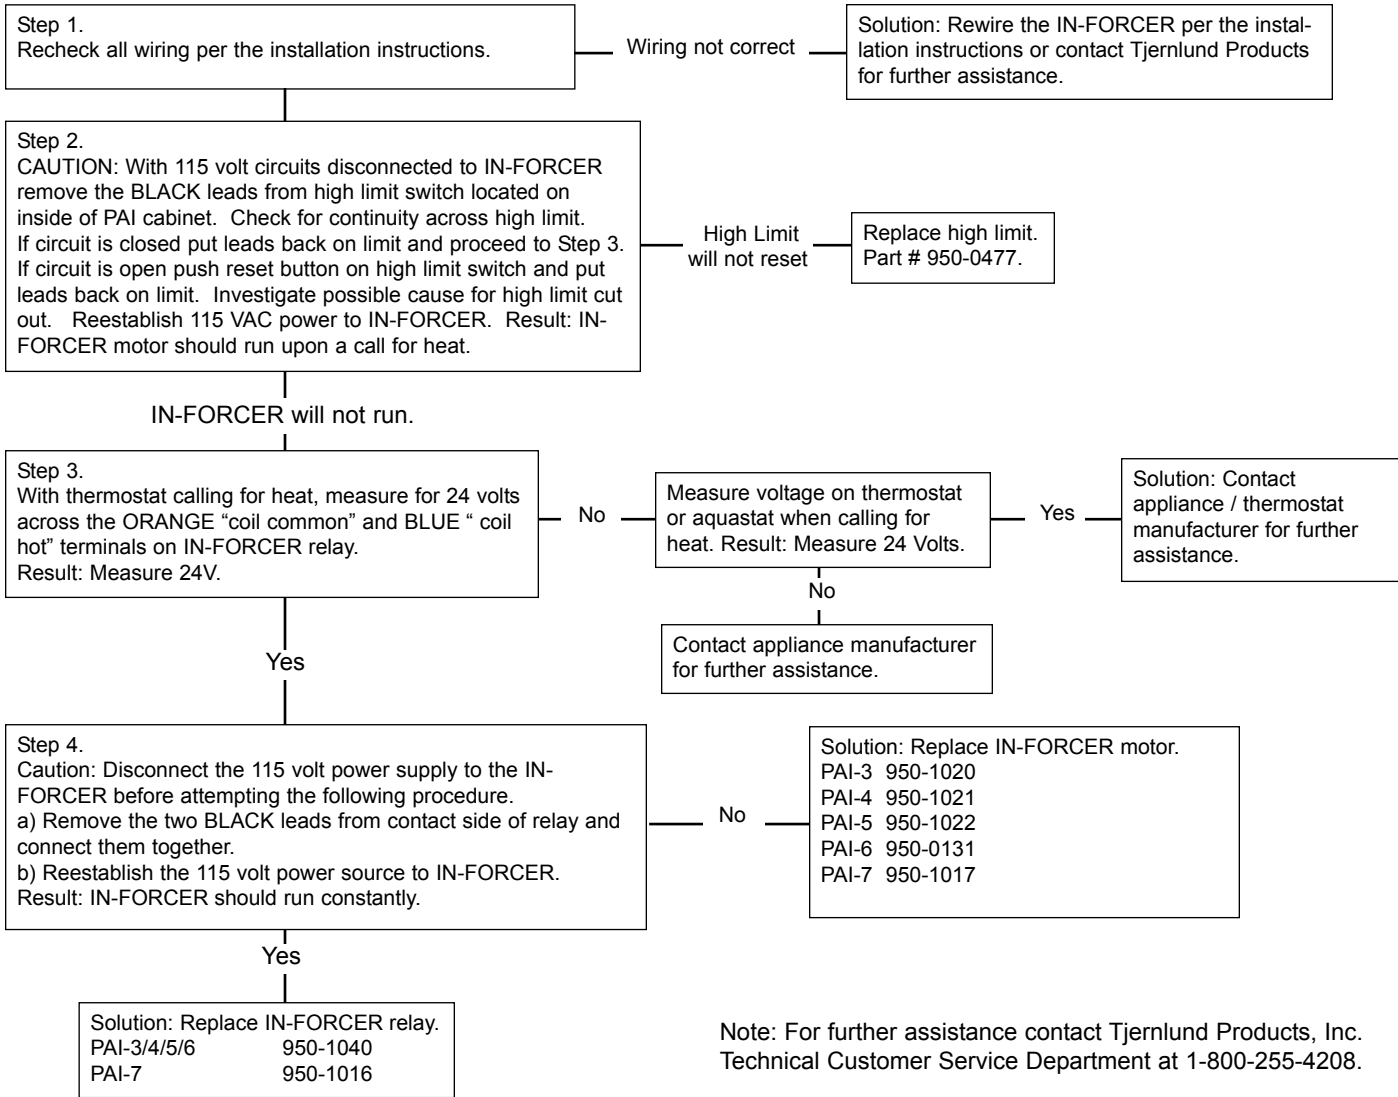 Step 1.
Recheck all wiring per the installation instructions.
Wiring not correct
Solution: Rewire the IN-FORCER per the instal-
lation instructions or contact Tjernlund Products
for further assistance.
Step 2.
CAUTION: With 115 volt circuits disconnected to IN-FORCER
remove the BLACK leads from high limit switch located on
inside of PAI cabinet. Check for continuity across high limit.
If circuit is closed put leads back on limit and proceed to Step 3.
If circuit is open push reset button on high limit switch and put
leads back on limit. Investigate possible cause for high limit cut
out. Reestablish 115 VAC power to IN-FORCER. Result: IN-
FORCER motor should run upon a call for heat.
High Limit
will not reset
Replace high limit.
Part # 950-0477.
IN-FORCER will not run.
Step 3.
With thermostat calling for heat, measure for 24 volts
across the ORANGE “coil common” and BLUE “ coil
hot” terminals on IN-FORCER relay.
Result: Measure 24V.
No
Measure voltage on thermostat
or aquastat when calling for
heat. Result: Measure 24 Volts.
Yes
Solution: Contact
appliance / thermostat
manufacturer for further
assistance.
No
Contact appliance manufacturer
for further assistance.
Yes
Step 4.
Caution: Disconnect the 115 volt power supply to the IN-
FORCER before attempting the following procedure.
a) Remove the two BLACK leads from contact side of relay and
connect them together.
b) Reestablish the 115 volt power source to IN-FORCER.
Result: IN-FORCER should run constantly.
No
Solution: Replace IN-FORCER motor.
PAI-3 950-1020
PAI-4 950-1021
PAI-5 950-1022
PAI-6 950-0131
PAI-7 950-1017
Yes
Solution: Replace IN-FORCER relay.
PAI-3/4/5/6 950-1040
PAI-7 950-1016
Note: For further assistance contact Tjernlund Products, Inc.
Technical Customer Service Department at 1-800-255-4208.